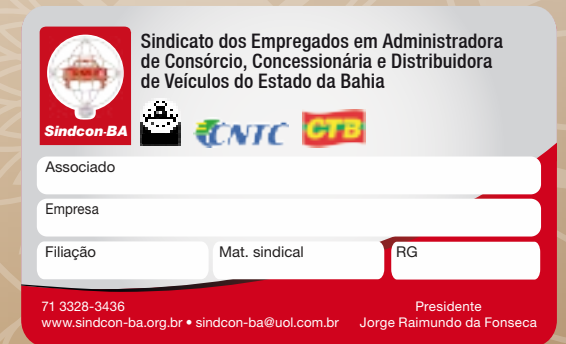 Sindicato dos Empregados em Administradora
de Consórcio, Concessionária e Distribuidora
de Veículos do Estado da Bahia
Sindcon-BA
CNTC
CTB
Associado
Empresa
Filiação
Mat. sindical
RG
71 3328-3436
www.sindcon-ba.org.br • sindcon-ba@uol.com.br
Presidente
Jorge Raimundo da Fonseca